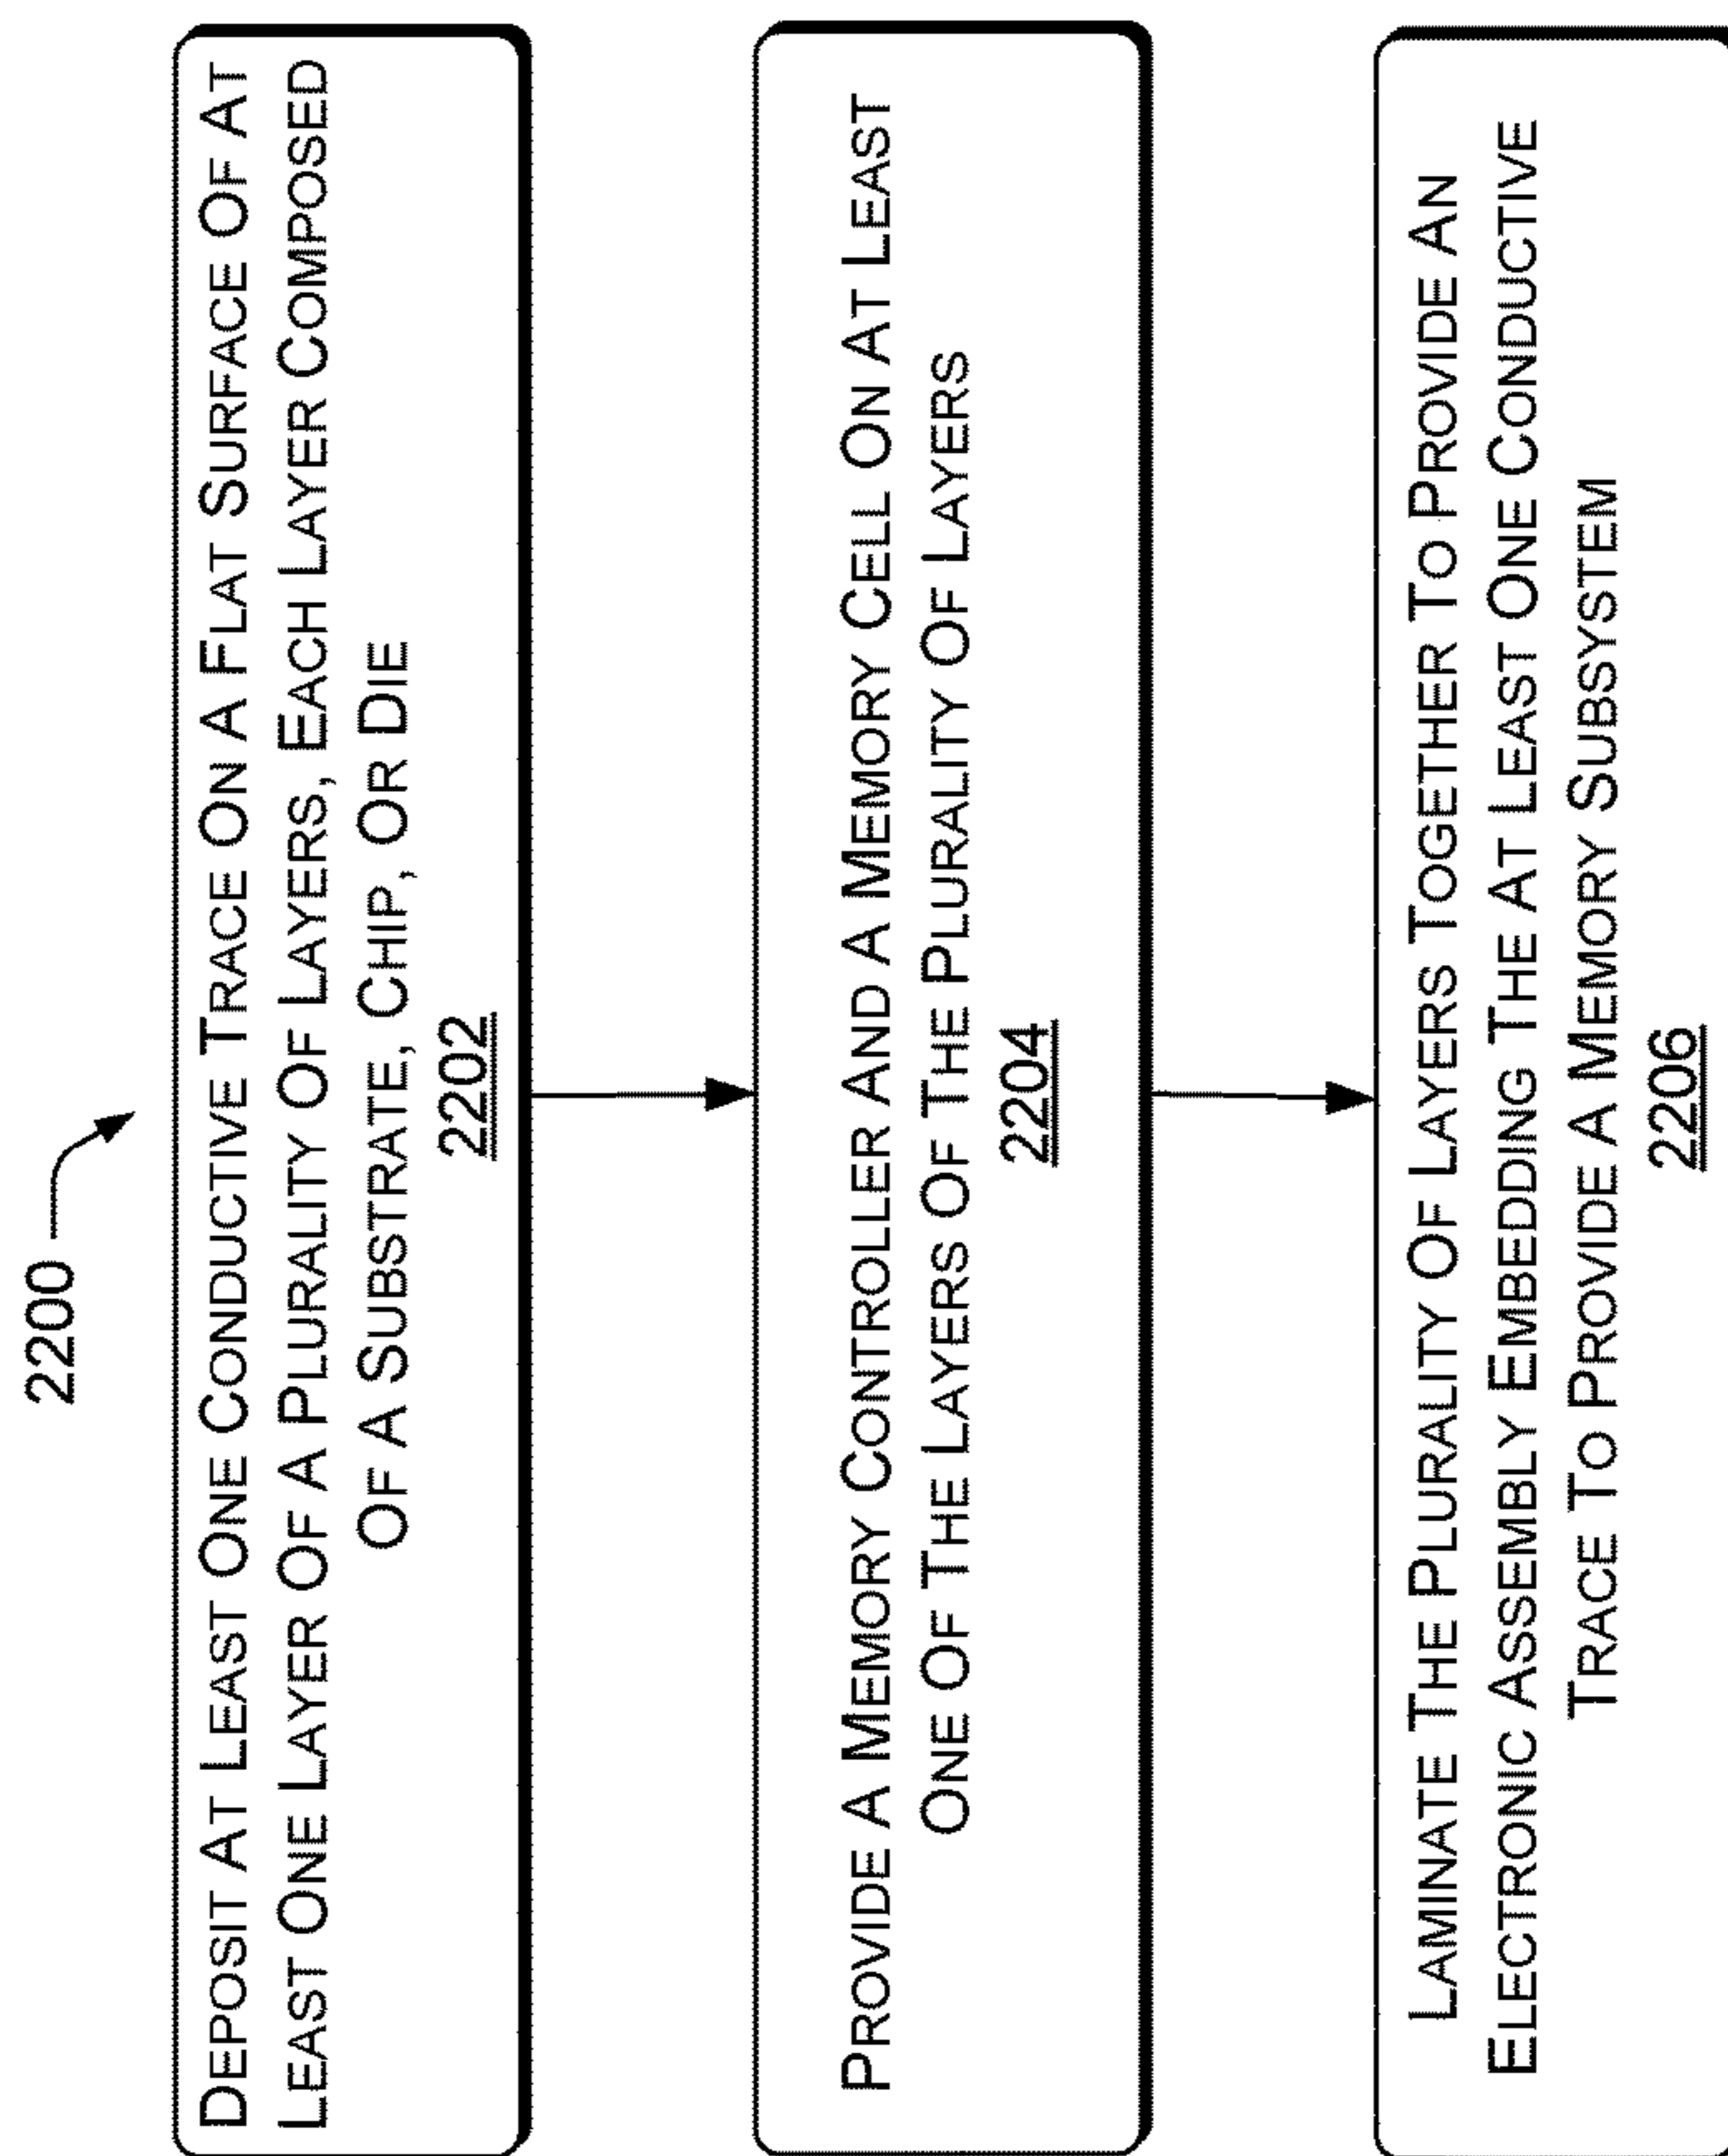 2200
DEPOSIT AT LEAST ONE CONDUCTIVE TRACE ON A FLAT SURFACE OF AT
LEAST ONE LAYER OF A PLURALITY OF LAYERS, EACH LAYER COMPOSED
OF A SUBSTRATE, CHIP, OR DIE
2202
PROVIDE A MEMORY CONTROLLER AND A MEMORY CELL ON AT LEAST
ONE OF THE LAYERS OF THE PLURALITY OF LAYERS
2204
LAMINATE THE PLURALITY OF LAYERS TOGETHER TO PROVIDE AN
ELECTRONIC ASSEMBLY EMBEDDING THE AT LEAST ONE CONDUCTIVE
TRACE TO PROVIDE A MEMORY SUBSYSTEM
2206